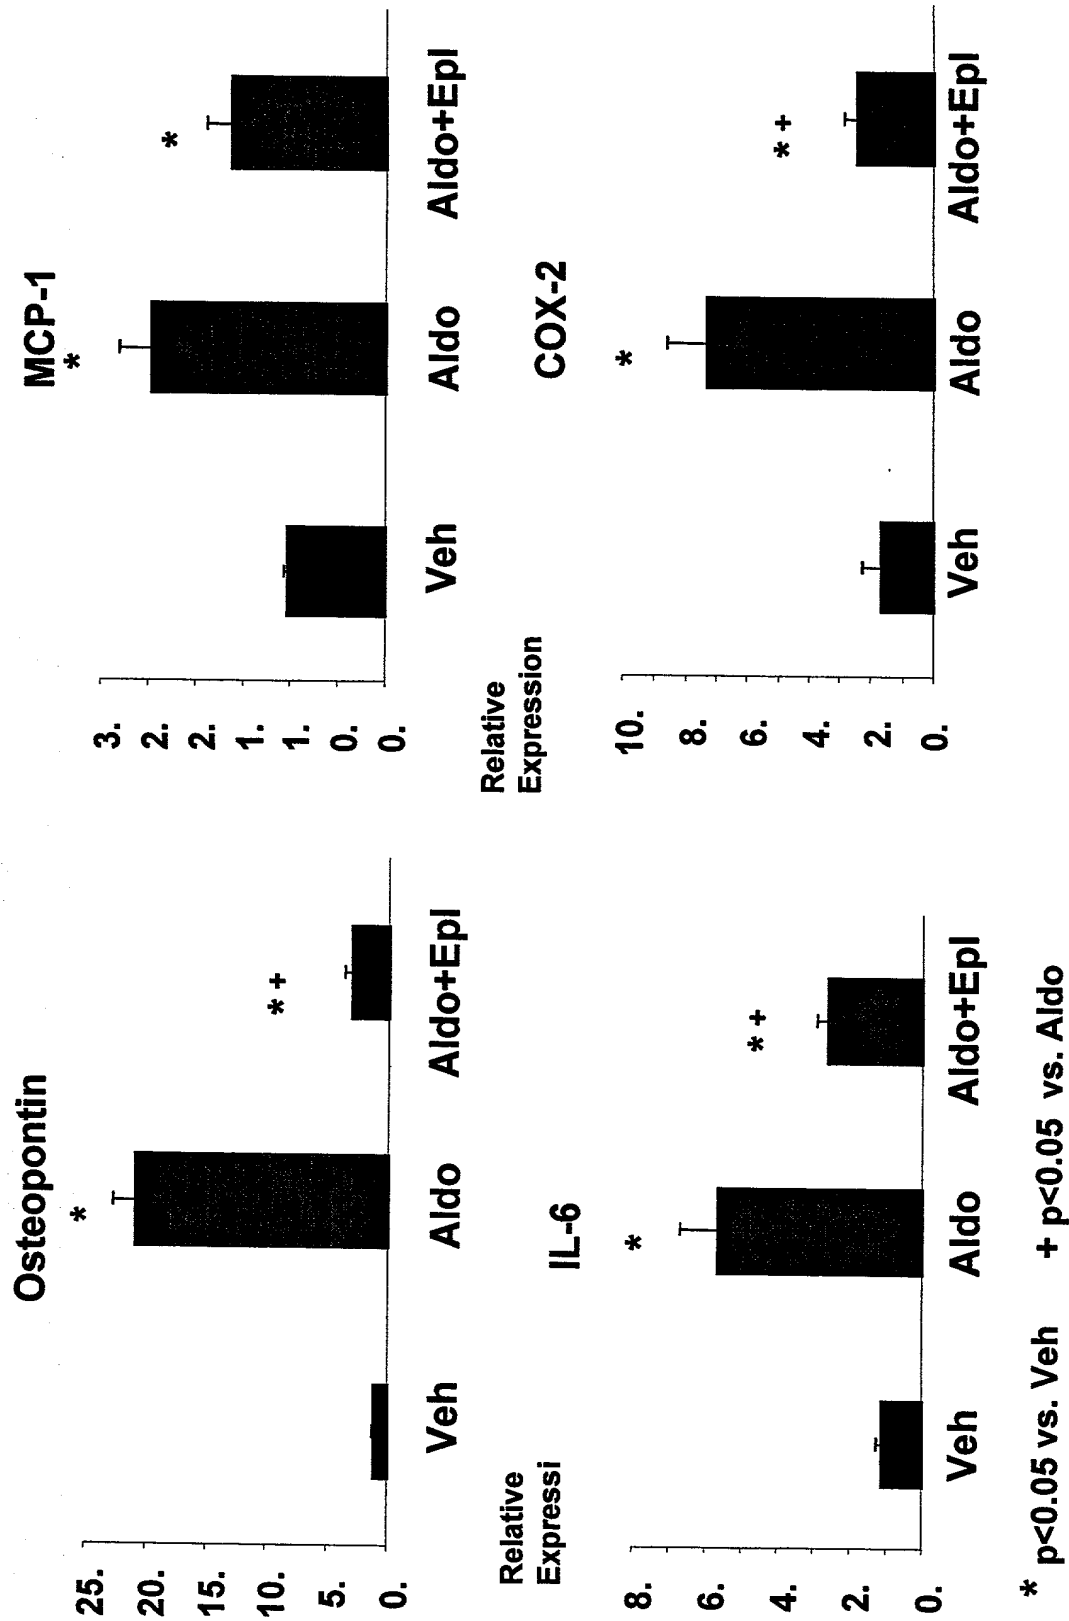 Osteopontin
25.
20.
15.
10.
5.
0.
*
* +
Veh
Aldo
Aldo+Epl
MCP-1
3.
2.
2.
1.
1.
0.
0.
*
*
Veh
Aldo
Aldo+Epl
Relative
Expressi
IL-6
8.
6.
4.
2.
0.
*
* +
Veh
Aldo
Aldo+Epl
Relative
Expression
COX-2
10.
8.
6.
4.
2.
0.
*
* +
Veh
Aldo
Aldo+Epl
* p<0.05 vs. Veh + p<0.05 vs. Aldo